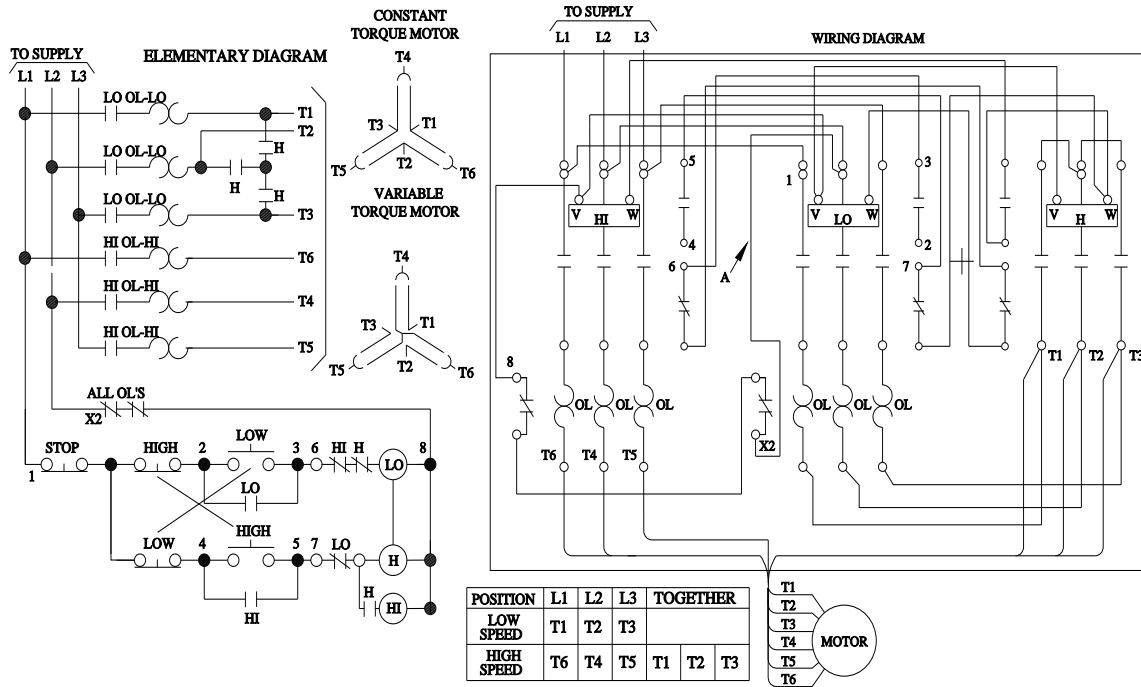 TO SUPPLY
L1 L2 L3
ELEMENTARY DIAGRAM
LO OL-LO
T1
T2
H
LO OL-LO
H
H
LO OL-LO
T3
HI OL-HI
T6
HI OL-HI
T4
HI OL-HI
T5
ALL OL'S
X2
STOP
1
HIGH
2
LOW
3
6
HI
H
LO
8
LO
HIGH
LOW
4
5
7
LO
H
HI
H
HI
CONSTANT
TORQUE MOTOR
T4
T3
T1
T5
T2
T6
VARIABLE
TORQUE MOTOR
T4
T3
T1
T5
T2
T6
TO SUPPLY
L1 L2 L3
WIRING DIAGRAM
5
1
3
V HI W
V LO W
V H W
4
2
6
7
A
8
T1
T2
T3
OL
OL
OL
OL
X2
T6
T4
T5
POSITION L1 L2 L3 TOGETHER
LOW
SPEED
T1 T2 T3
HIGH
SPEED
T6 T4 T5 T1 T2 T3
T1
T2
T3
T4
T5
T6
MOTOR